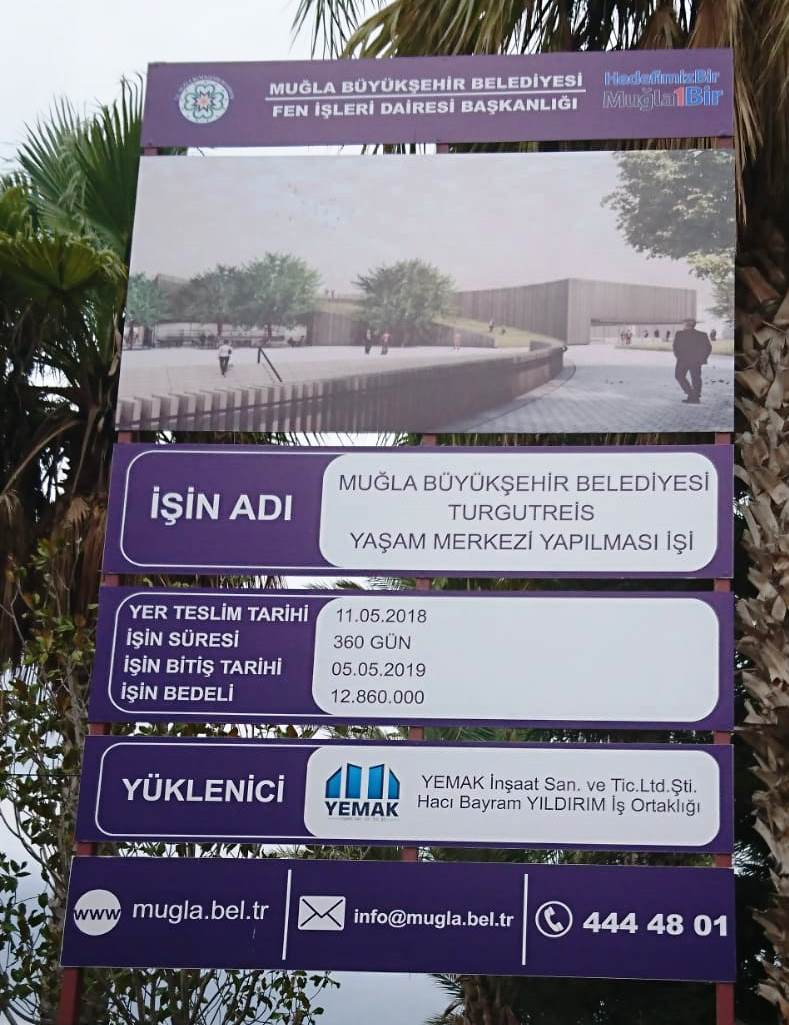 MUĞLA BÜYÜKŞEHİR BELEDİYESİ
FEN İŞLERİ DAİRESİ BAŞKANLIĞI
HedefimizBir
Muğla1Bir
İŞİN ADI
MUĞLA BÜYÜKŞEHİR BELEDİYESİ
TURGUTREİS
YAŞAM MERKEZİ YAPILMASI İŞİ
YER TESLİM TARİHİ 11.05.2018
İŞİN SÜRESİ 360 GÜN
İŞİN BİTİŞ TARİHİ 05.05.2019
İŞİN BEDELİ 12.860.000
YÜKLENİCİ
YEMAK
YEMAK İnşaat San. ve Tic.Ltd.Şti.
Hacı Bayram YILDIRIM İş Ortaklığı
www mugla.bel.tr
info@mugla.bel.tr
444 48 01